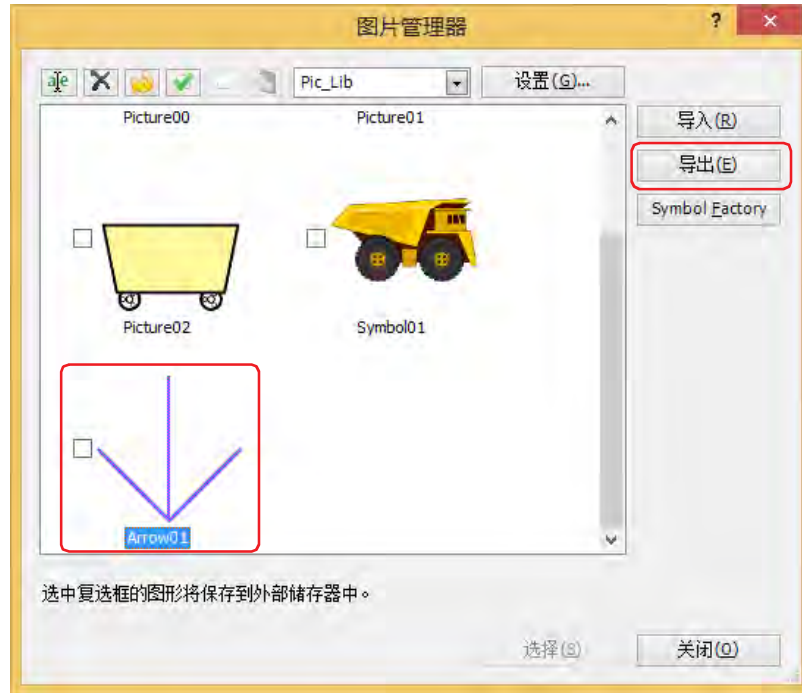 图片管理器
?
Pic_Lib
设置(G)...
Picture00
Picture01
导入(R)
导出(E)
Symbol Factory
Picture02
Symbol01
Arrow01
选中复选框的图形将保存到外部储存器中。
选择(S)
关闭(O)